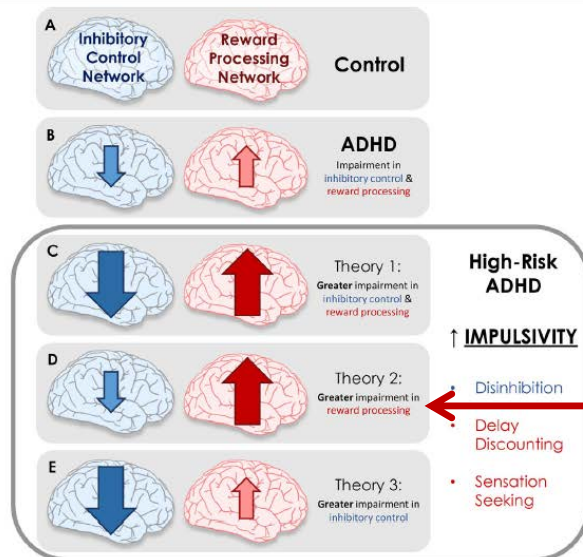 A
Inhibitory
Control
Network
Reward
Processing
Network
Control
B
ADHD
Impairment in
inhibitory control &
reward processing
C
Theory 1:
Greater impairment in
inhibitory control &
reward processing
D
Theory 2:
Greater impairment in
reward processing
E
Theory 3:
Greater impairment in
inhibitory control
High-Risk
ADHD
↑ IMPULSIVITY
• Disinhibition
• Delay
Discounting
• Sensation
Seeking